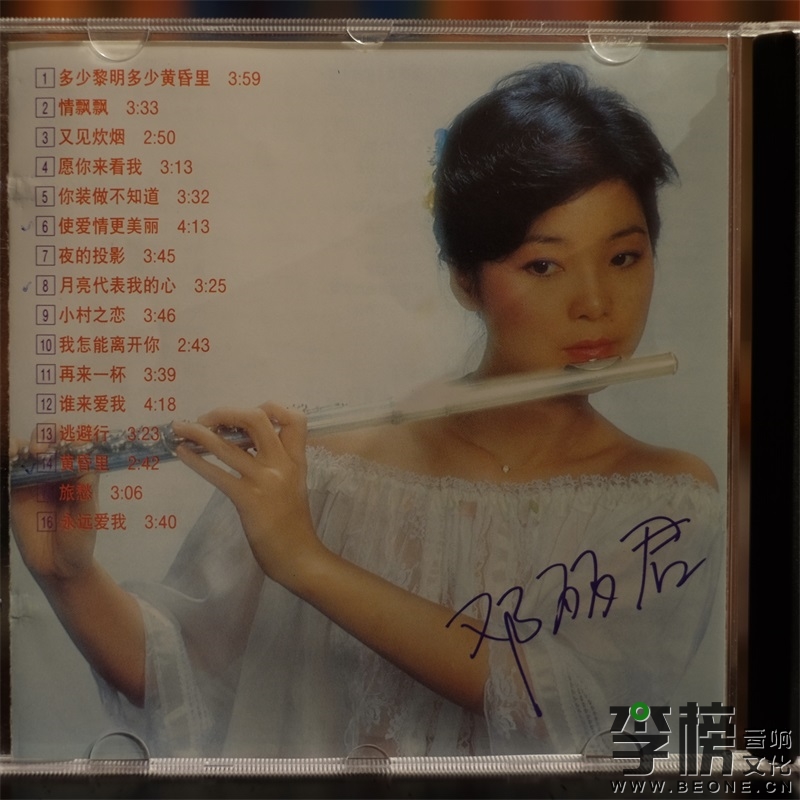 1 多少黎明多少黄昏里 3:59
2 情飘飘 3:33
3 又见炊烟 2:50
4 愿你来看我 3:13
5 你装做不知道 3:32
6 使爱情更美丽 4:13
7 夜的投影 3:45
8 月亮代表我的心 3:25
9 小村之恋 3:46
10 我怎能离开你 2:43
11 再来一杯 3:39
12 谁来爱我 4:18
13 逃避行 3:23
14 黄昏里 2:42
旅愁 3:06
16 永远爱我 3:40
邓丽君
李榜 音响文化
WWW.BEONE.CN